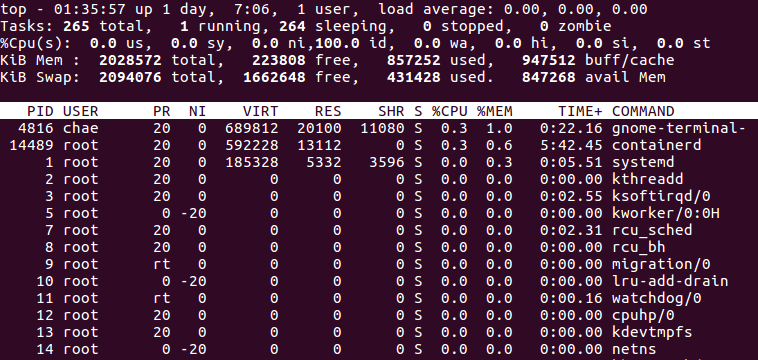 top - 01:35:57 up 1 day,  7:06,  1 user,  load average: 0.00, 0.00, 0.00
Tasks: 265 total,   1 running, 264 sleeping,   0 stopped,   0 zombie
%Cpu(s):  0.0 us,  0.0 sy,  0.0 ni,100.0 id,  0.0 wa,  0.0 hi,  0.0 si,  0.0 st
KiB Mem :  2028572 total,   223808 free,   857252 used,   947512 buff/cache
KiB Swap:  2094076 total,  1662648 free,   431428 used.   847268 avail Mem
PID USER      PR  NI    VIRT    RES    SHR S %CPU %MEM     TIME+ COMMAND
4816 chae      20   0  689812  20100  11080 S  0.3  1.0   0:22.16 gnome-terminal-
14489 root      20   0  592228  13112      0 S  0.3  0.6   5:42.45 containerd
1 root      20   0  185328   5332   3596 S  0.0  0.3   0:05.51 systemd
2 root      20   0       0      0      0 S  0.0  0.0   0:00.00 kthreadd
3 root      20   0       0      0      0 S  0.0  0.0   0:02.55 ksoftirqd/0
5 root       0 -20       0      0      0 S  0.0  0.0   0:00.00 kworker/0:0H
7 root      20   0       0      0      0 S  0.0  0.0   0:02.31 rcu_sched
8 root      20   0       0      0      0 S  0.0  0.0   0:00.00 rcu_bh
9 root      rt   0       0      0      0 S  0.0  0.0   0:00.00 migration/0
10 root       0 -20       0      0      0 S  0.0  0.0   0:00.00 lru-add-drain
11 root      rt   0       0      0      0 S  0.0  0.0   0:00.16 watchdog/0
12 root      20   0       0      0      0 S  0.0  0.0   0:00.00 cpuhp/0
13 root      20   0       0      0      0 S  0.0  0.0   0:00.00 kdevtmpfs
14 root       0 -20       0      0      0 S  0.0  0.0   0:00.00 netns